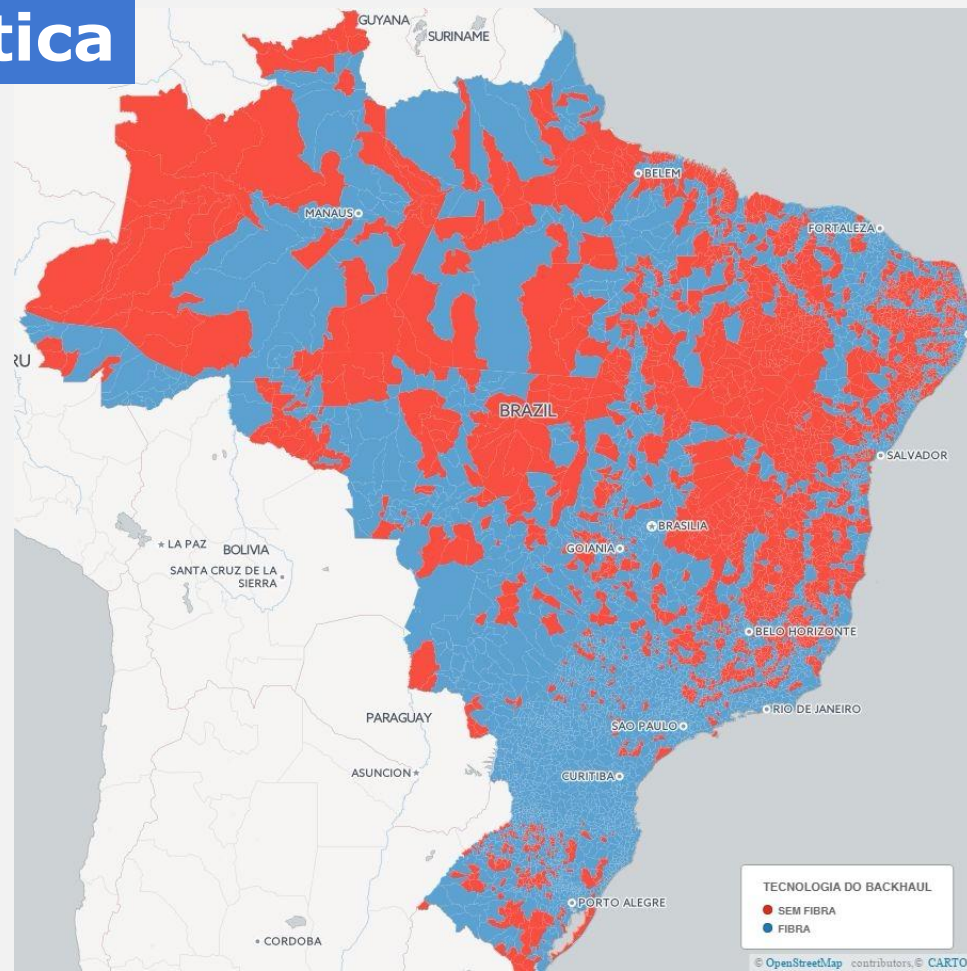 tica
GUYANA
SURINAME
BELEM
MANAUS
FORTALEZA
RU
BRAZIL
SALVADOR
BRASILIA
GOIANIA
LA PAZ
BOLIVIA
SANTA CRUZ DE LA
SIERRA
BELO HORIZONTE
RIO DE JANEIRO
PARAGUAY
SAO PAULO
ASUNCION
CURITIBA
TECNOLOGIA DO BACKHAUL
SEM FIBRA
FIBRA
PORTO ALEGRE
CORDOBA
© OpenStreetMap contributors, © CARTO